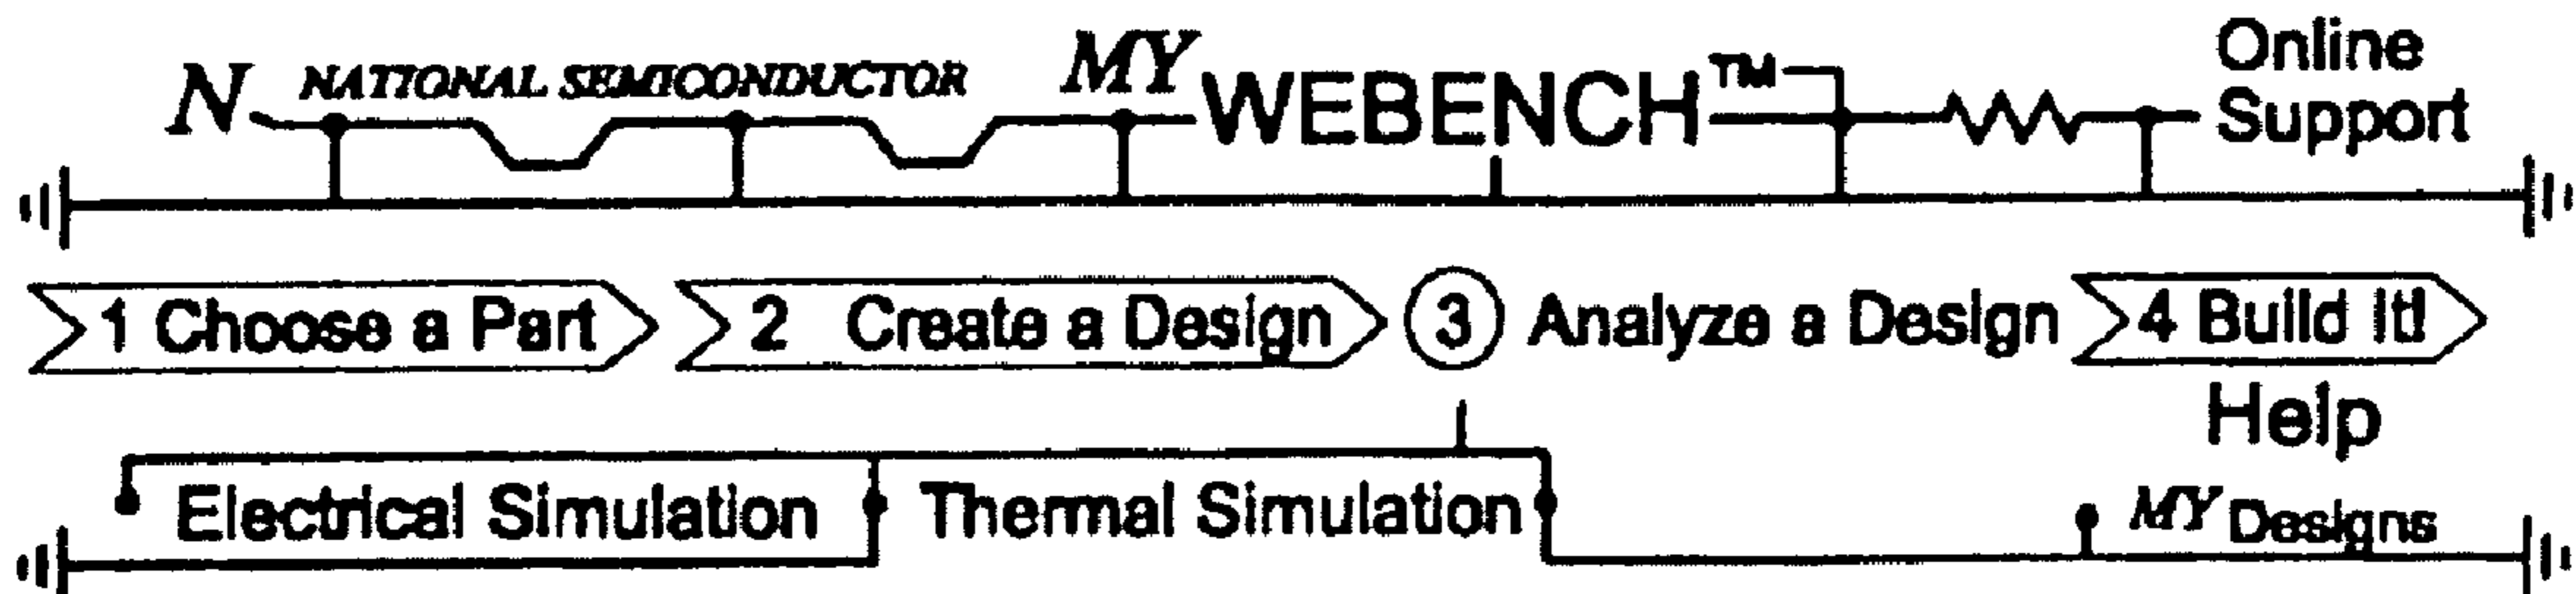 N NATIONAL SEMICONDUCTOR MY WEBENCH™ Online
Support
1 Choose a Part 2 Create a Design 3 Analyze a Design 4 Build It!
Help
Electrical Simulation Thermal Simulation MY Designs